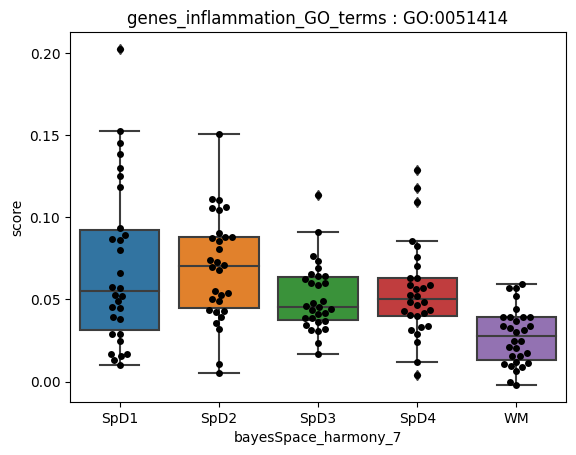 genes_inflammation_GO_terms : GO:0051414
0.20
0.15
0.10
0.05
0.00
score
SpD1 SpD2 SpD3 SpD4 WM
bayesSpace_harmony_7